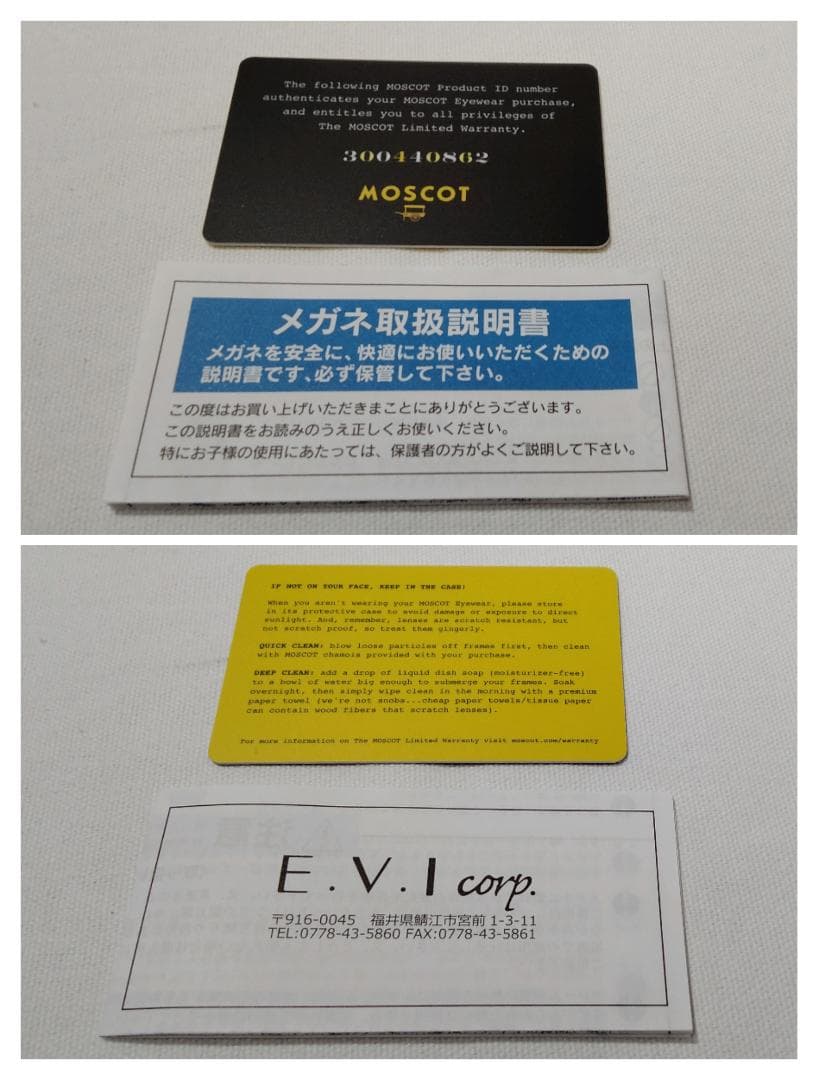 The following MOSCOT Product ID number
authenticates your MOSCOT Eyewear purchase,
and entitles you to all privileges of
The MOSCOT Limited Warranty.
300440862
MOSCOT
メガネ取扱説明書
メガネを安全に、快適にお使いいただくための
説明書です、必ず保管して下さい。
この度はお買い上げいただきまことにありがとうございます。
この説明書をお読みのうえ正しくお使いください。
特にお子様の使用にあたっては、保護者の方がよくご説明して下さい。
IF NOT ON YOUR FACE, KEEP IN THE CASE!
When you aren't wearing your MOSCOT Eyewear, please store
in its protective case to avoid damage or exposure to direct
sunlight. And, remember, lenses are scratch resistant, but
not scratch proof, so treat them gingerly.
QUICK CLEAN: blow loose particles off frames first, then clean
with MOSCOT chamois provided with your purchase.
DEEP CLEAN: add a drop of liquid dish soap (moisturizer-free)
to a bowl of water big enough to submerge your frames. Soak
overnight, then simply wipe clean in the morning with a premium
paper towel (we're not snobs...cheap paper towels/tissue paper
can contain wood fibers that scratch lenses).
For more information on The MOSCOT Limited Warranty visit moscot.com/warranty
E.V.I corp.
〒916-0045 福井県鯖江市宮前 1-3-11
TEL:0778-43-5860 FAX:0778-43-5861